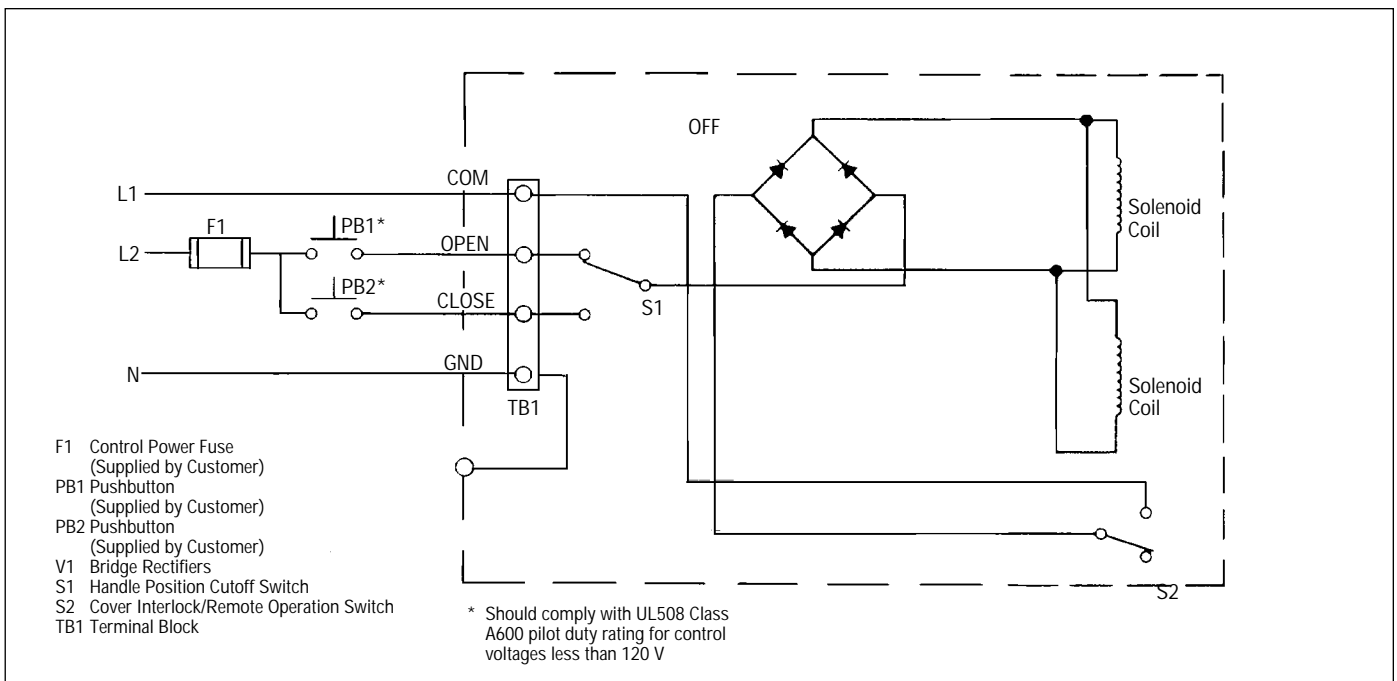 OFF
COM
L1
F1
PB1*
Solenoid
Coil
OPEN
L2
PB2*
CLOSE
S1
GND
N
Solenoid
Coil
TB1
F1 Control Power Fuse
(Supplied by Customer)
PB1 Pushbutton
(Supplied by Customer)
PB2 Pushbutton
(Supplied by Customer)
V1 Bridge Rectifiers
S1 Handle Position Cutoff Switch
S2 Cover Interlock/Remote Operation Switch
TB1 Terminal Block
S2
* Should comply with UL508 Class
A600 pilot duty rating for control
voltages less than 120 V